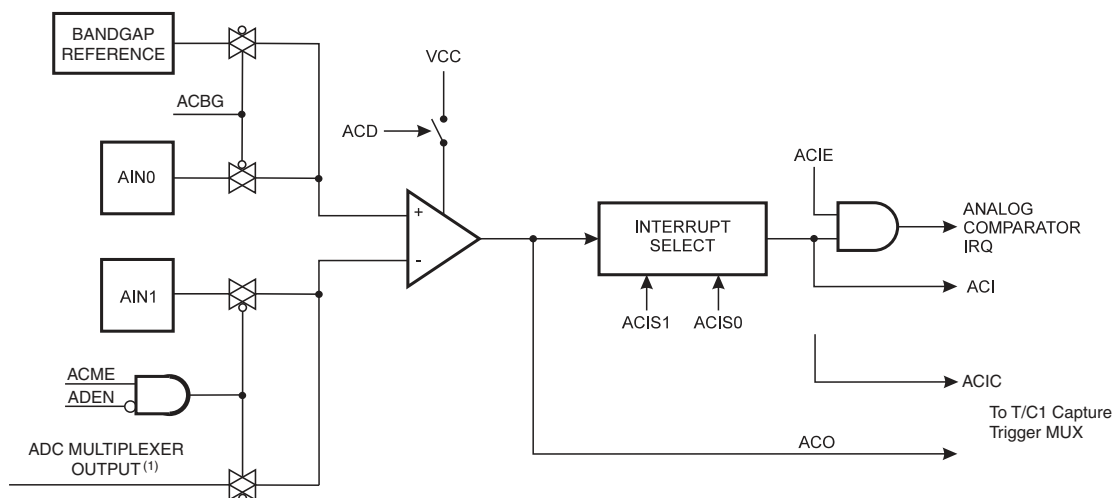 BANDGAP
REFERENCE
ACBG
AIN0
AIN1
ACME
ADEN
ADC MULTIPLEXER
OUTPUT (1)
VCC
ACD
+
-
INTERRUPT
SELECT
ACIS1
ACIS0
ACIE
ANALOG
COMPARATOR
IRQ
ACI
ACIC
To T/C1 Capture
Trigger MUX
ACO